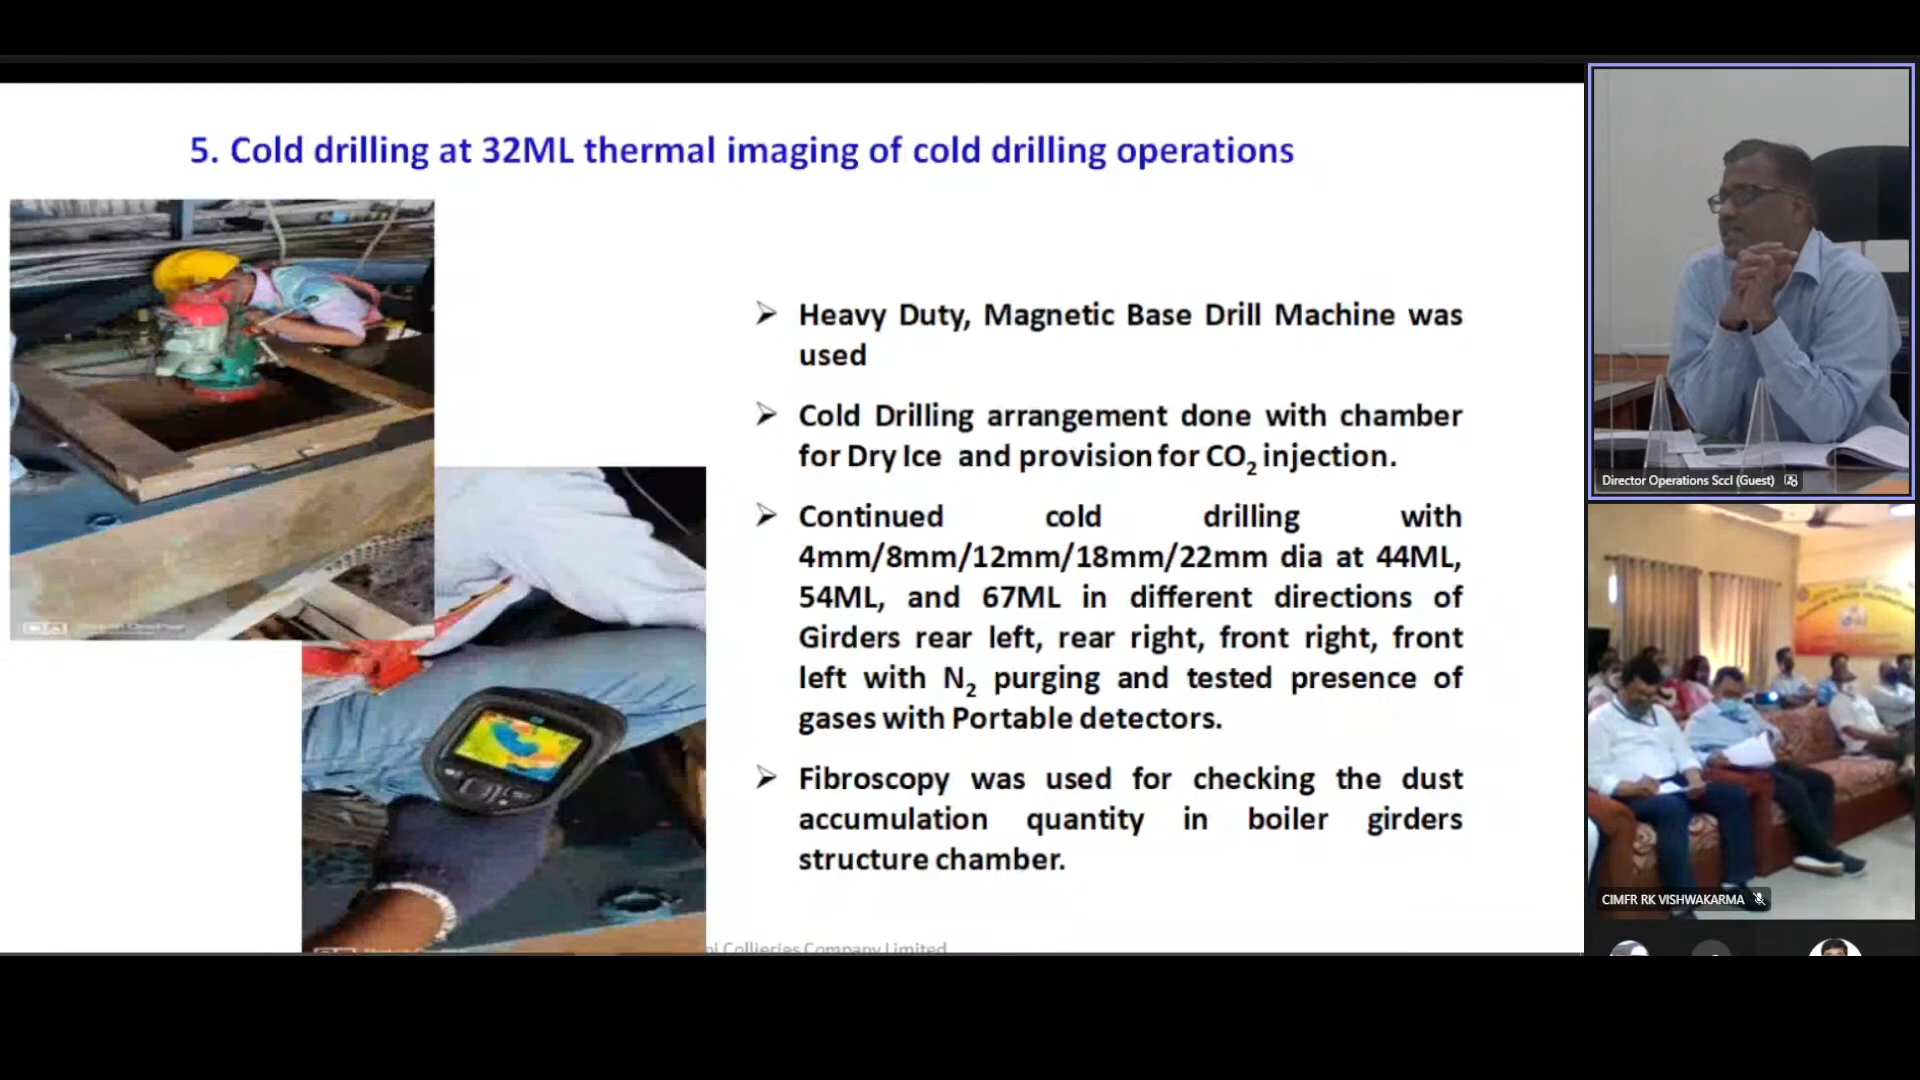 5. Cold drilling at 32ML thermal imaging of cold drilling operations
➢ Heavy Duty, Magnetic Base Drill Machine was
used
➢ Cold Drilling arrangement done with chamber
for Dry Ice and provision for CO₂ injection.
➢ Continued cold drilling with
4mm/8mm/12mm/18mm/22mm dia at 44ML,
54ML, and 67ML in different directions of
Girders rear left, rear right, front right, front
left with N₂ purging and tested presence of
gases with Portable detectors.
➢ Fibroscopy was used for checking the dust
accumulation quantity in boiler girders
structure chamber.
Collieries Company Limited
Director Operations Sccl (Guest)
CIMFR RK VISHWAKARMA